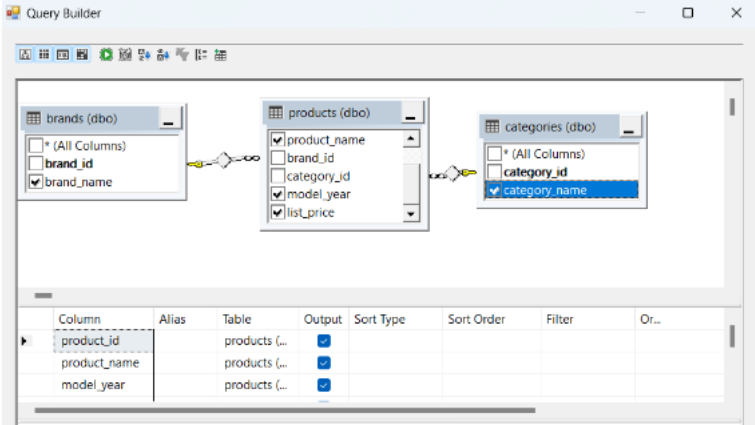 Query Builder
brands (dbo)
* (All Columns)
brand_id
brand_name
products (dbo)
product_name
brand_id
category_id
model_year
list_price
categories (dbo)
* (All Columns)
category_id
category_name
Column Alias Table Output Sort Type Sort Order Filter Or...
product_id products (...
product_name products (...
model_year products (...